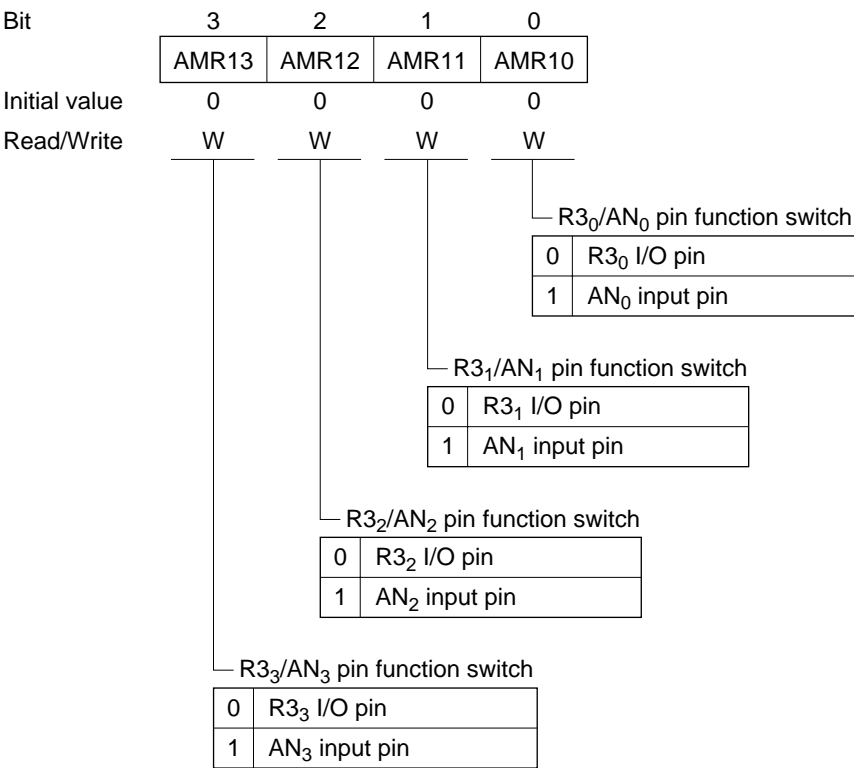 Bit 3 2 1 0
AMR13 AMR12 AMR11 AMR10
Initial value 0 0 0 0
Read/Write W W W W
R3₀/AN₀ pin function switch
0 R3₀ I/O pin
1 AN₀ input pin
R3₁/AN₁ pin function switch
0 R3₁ I/O pin
1 AN₁ input pin
R3₂/AN₂ pin function switch
0 R3₂ I/O pin
1 AN₂ input pin
R3₃/AN₃ pin function switch
0 R3₃ I/O pin
1 AN₃ input pin